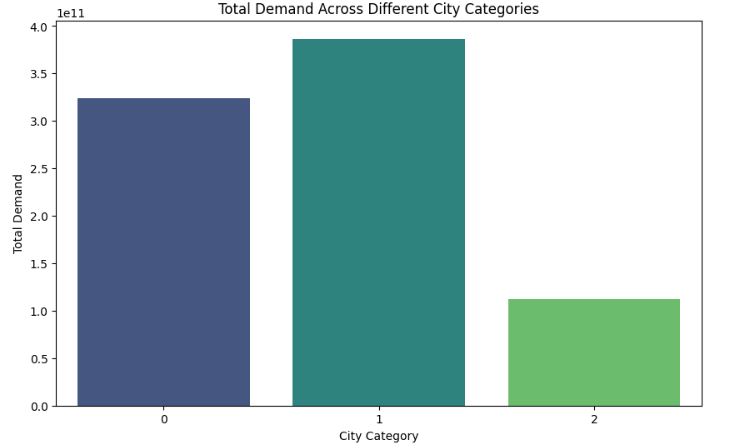 Total Demand Across Different City Categories
1e11
4.0
3.5
3.0
2.5
2.0
1.5
1.0
0.5
0.0
Total Demand
0 1 2
City Category